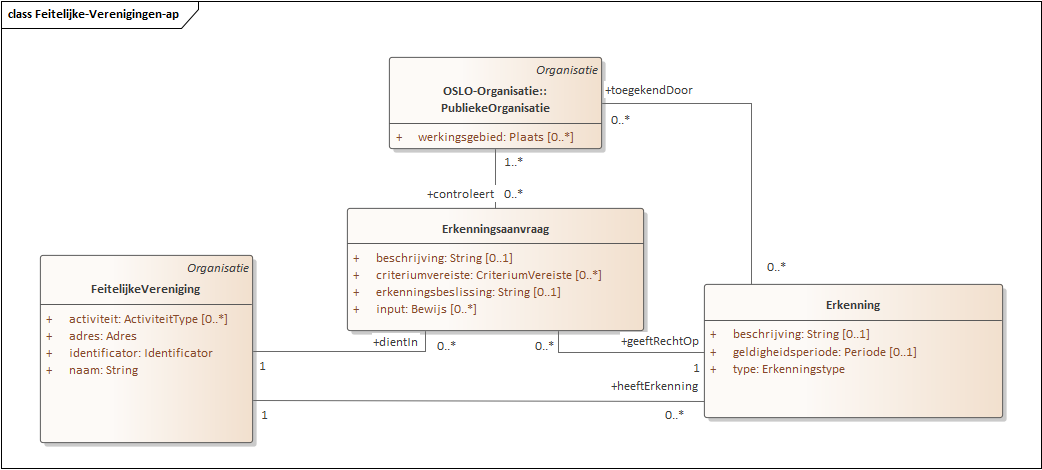 class Feitelijke-Verenigingen-ap
Organisatie
OSLO-Organisatie::
PubliekeOrganisatie
+ werkingsgebied: Plaats [0..*]
+toegekendDoor
0..*
1..*
+controleert 0..*
Erkenningsaanvraag
+ beschrijving: String [0..1]
+ criteriumvereiste: CriteriumVereiste [0..*]
+ erkenningsbeslissing: String [0..1]
+ input: Bewijs [0..*]
Organisatie
FeitelijkeVereniging
+ activiteit: ActiviteitType [0..*]
+ adres: Adres
+ identificator: Identificator
+ naam: String
0..*
Erkenning
+ beschrijving: String [0..1]
+ geldigheidsperiode: Periode [0..1]
+ type: Erkenningstype
+dientIn
0..*
1
0..*
+geeftRechtOp
1
+heeftErkenning
1
0..*